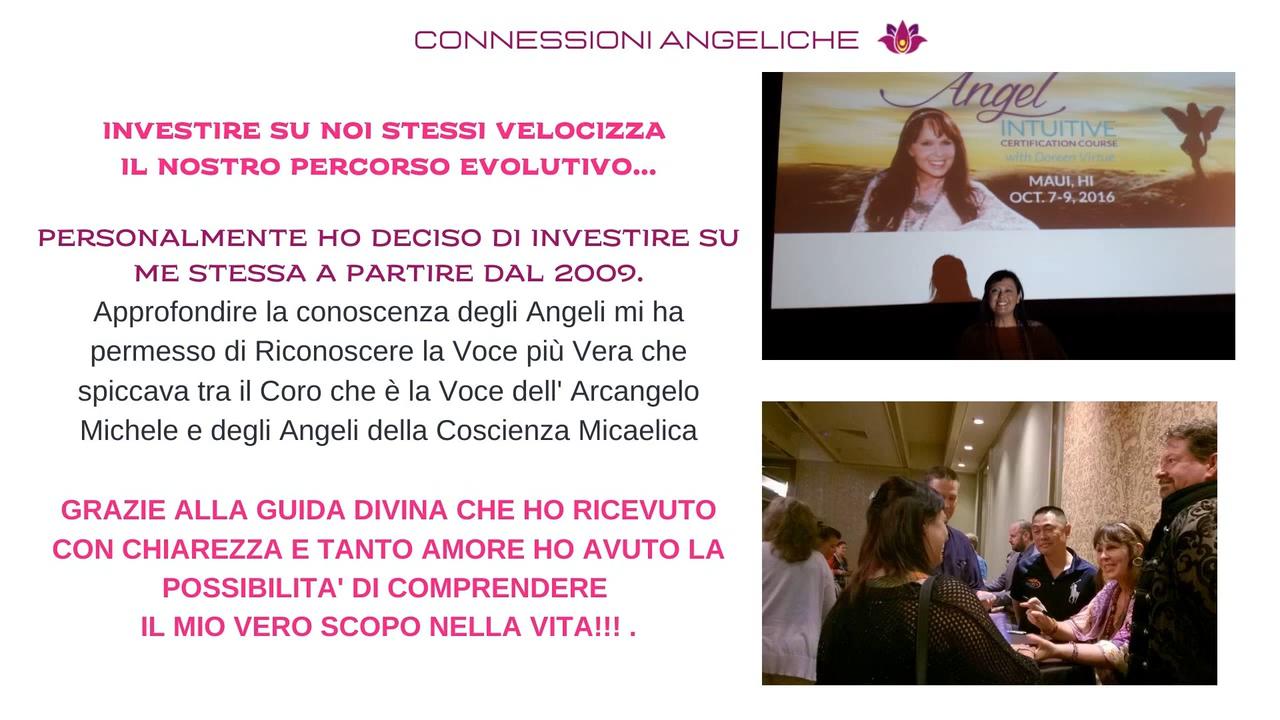 CONNESSIONI ANGELICHE
INVESTIRE SU NOI STESSI VELOCIZZA
IL NOSTRO PERCORSO EVOLUTIVO...
PERSONALMENTE HO DECISO DI INVESTIRE SU
ME STESSA A PARTIRE DAL 2009.
Approfondire la conoscenza degli Angeli mi ha
permesso di Riconoscere la Voce più Vera che
spiccava tra il Coro che è la Voce dell' Arcangelo
Michele e degli Angeli della Coscienza Micaelica
GRAZIE ALLA GUIDA DIVINA CHE HO RICEVUTO
CON CHIAREZZA E TANTO AMORE HO AVUTO LA
POSSIBILITA' DI COMPRENDERE
IL MIO VERO SCOPO NELLA VITA!!! .
Angel
INTUITIVE
CERTIFICATION COURSE
with Doreen Virtue
MAUI, HI
OCT. 7-9, 2016